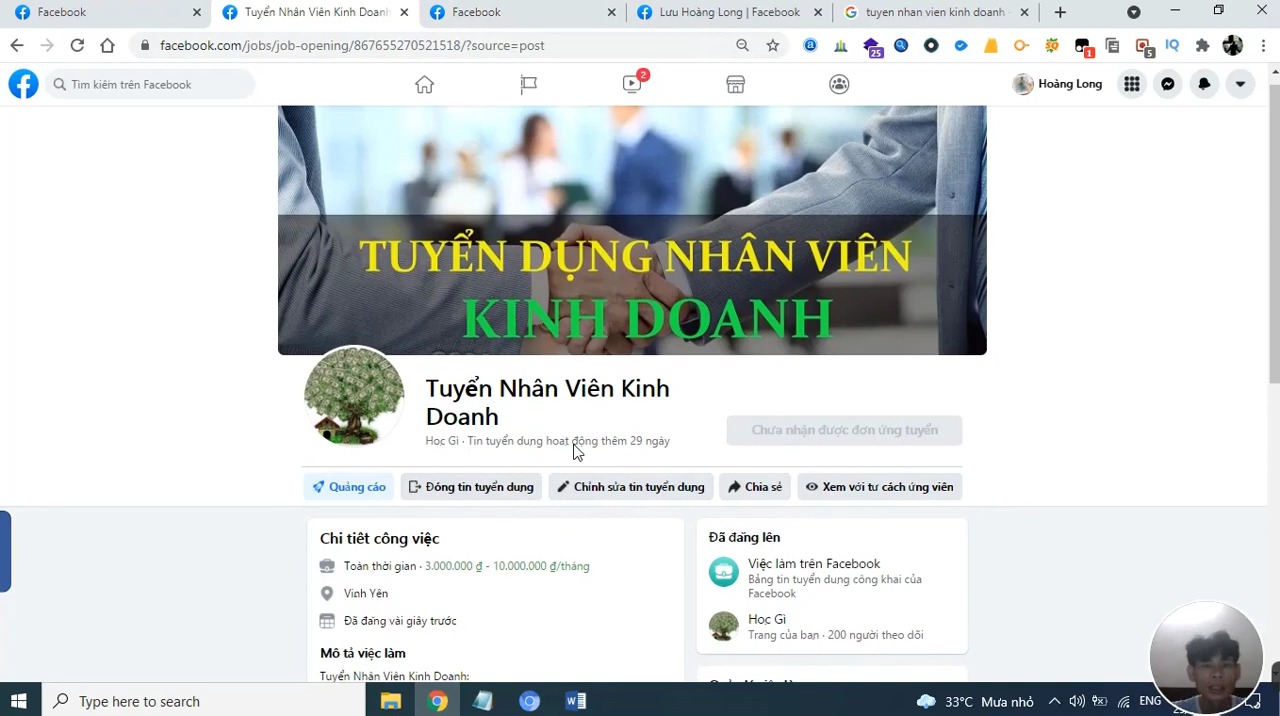 Facebook
Tuyển Nhân Viên Kinh Doanh
Facebook
Lưu Hoàng Long | Facebook
tuyen nhan vien kinh doanh -
facebook.com/jobs/job-opening/867655270521518/?source=post
25
1
5
IQ
Tìm kiếm trên Facebook
2
Hoàng Long
TUYỂN DỤNG NHÂN VIÊN
KINH DOANH
Tuyển Nhân Viên Kinh
Doanh
Học Gì · Tin tuyển dụng hoạt động thêm 29 ngày
Chưa nhận được đơn ứng tuyển
Quảng cáo
Đóng tin tuyển dụng
Chỉnh sửa tin tuyển dụng
Chia sẻ
Xem với tư cách ứng viên
Chi tiết công việc
Toàn thời gian · 3.000.000 ₫ - 10.000.000 ₫/tháng
Vĩnh Yên
Đã đăng vài giây trước
Mô tả việc làm
Tuyển Nhân Viên Kinh Doanh:
Đã đăng lên
Việc làm trên Facebook
Bảng tin tuyển dụng công khai của
Facebook
Học Gì
Trang của bạn · 200 người theo dõi
Type here to search
33°C Mưa nhỏ
ENG